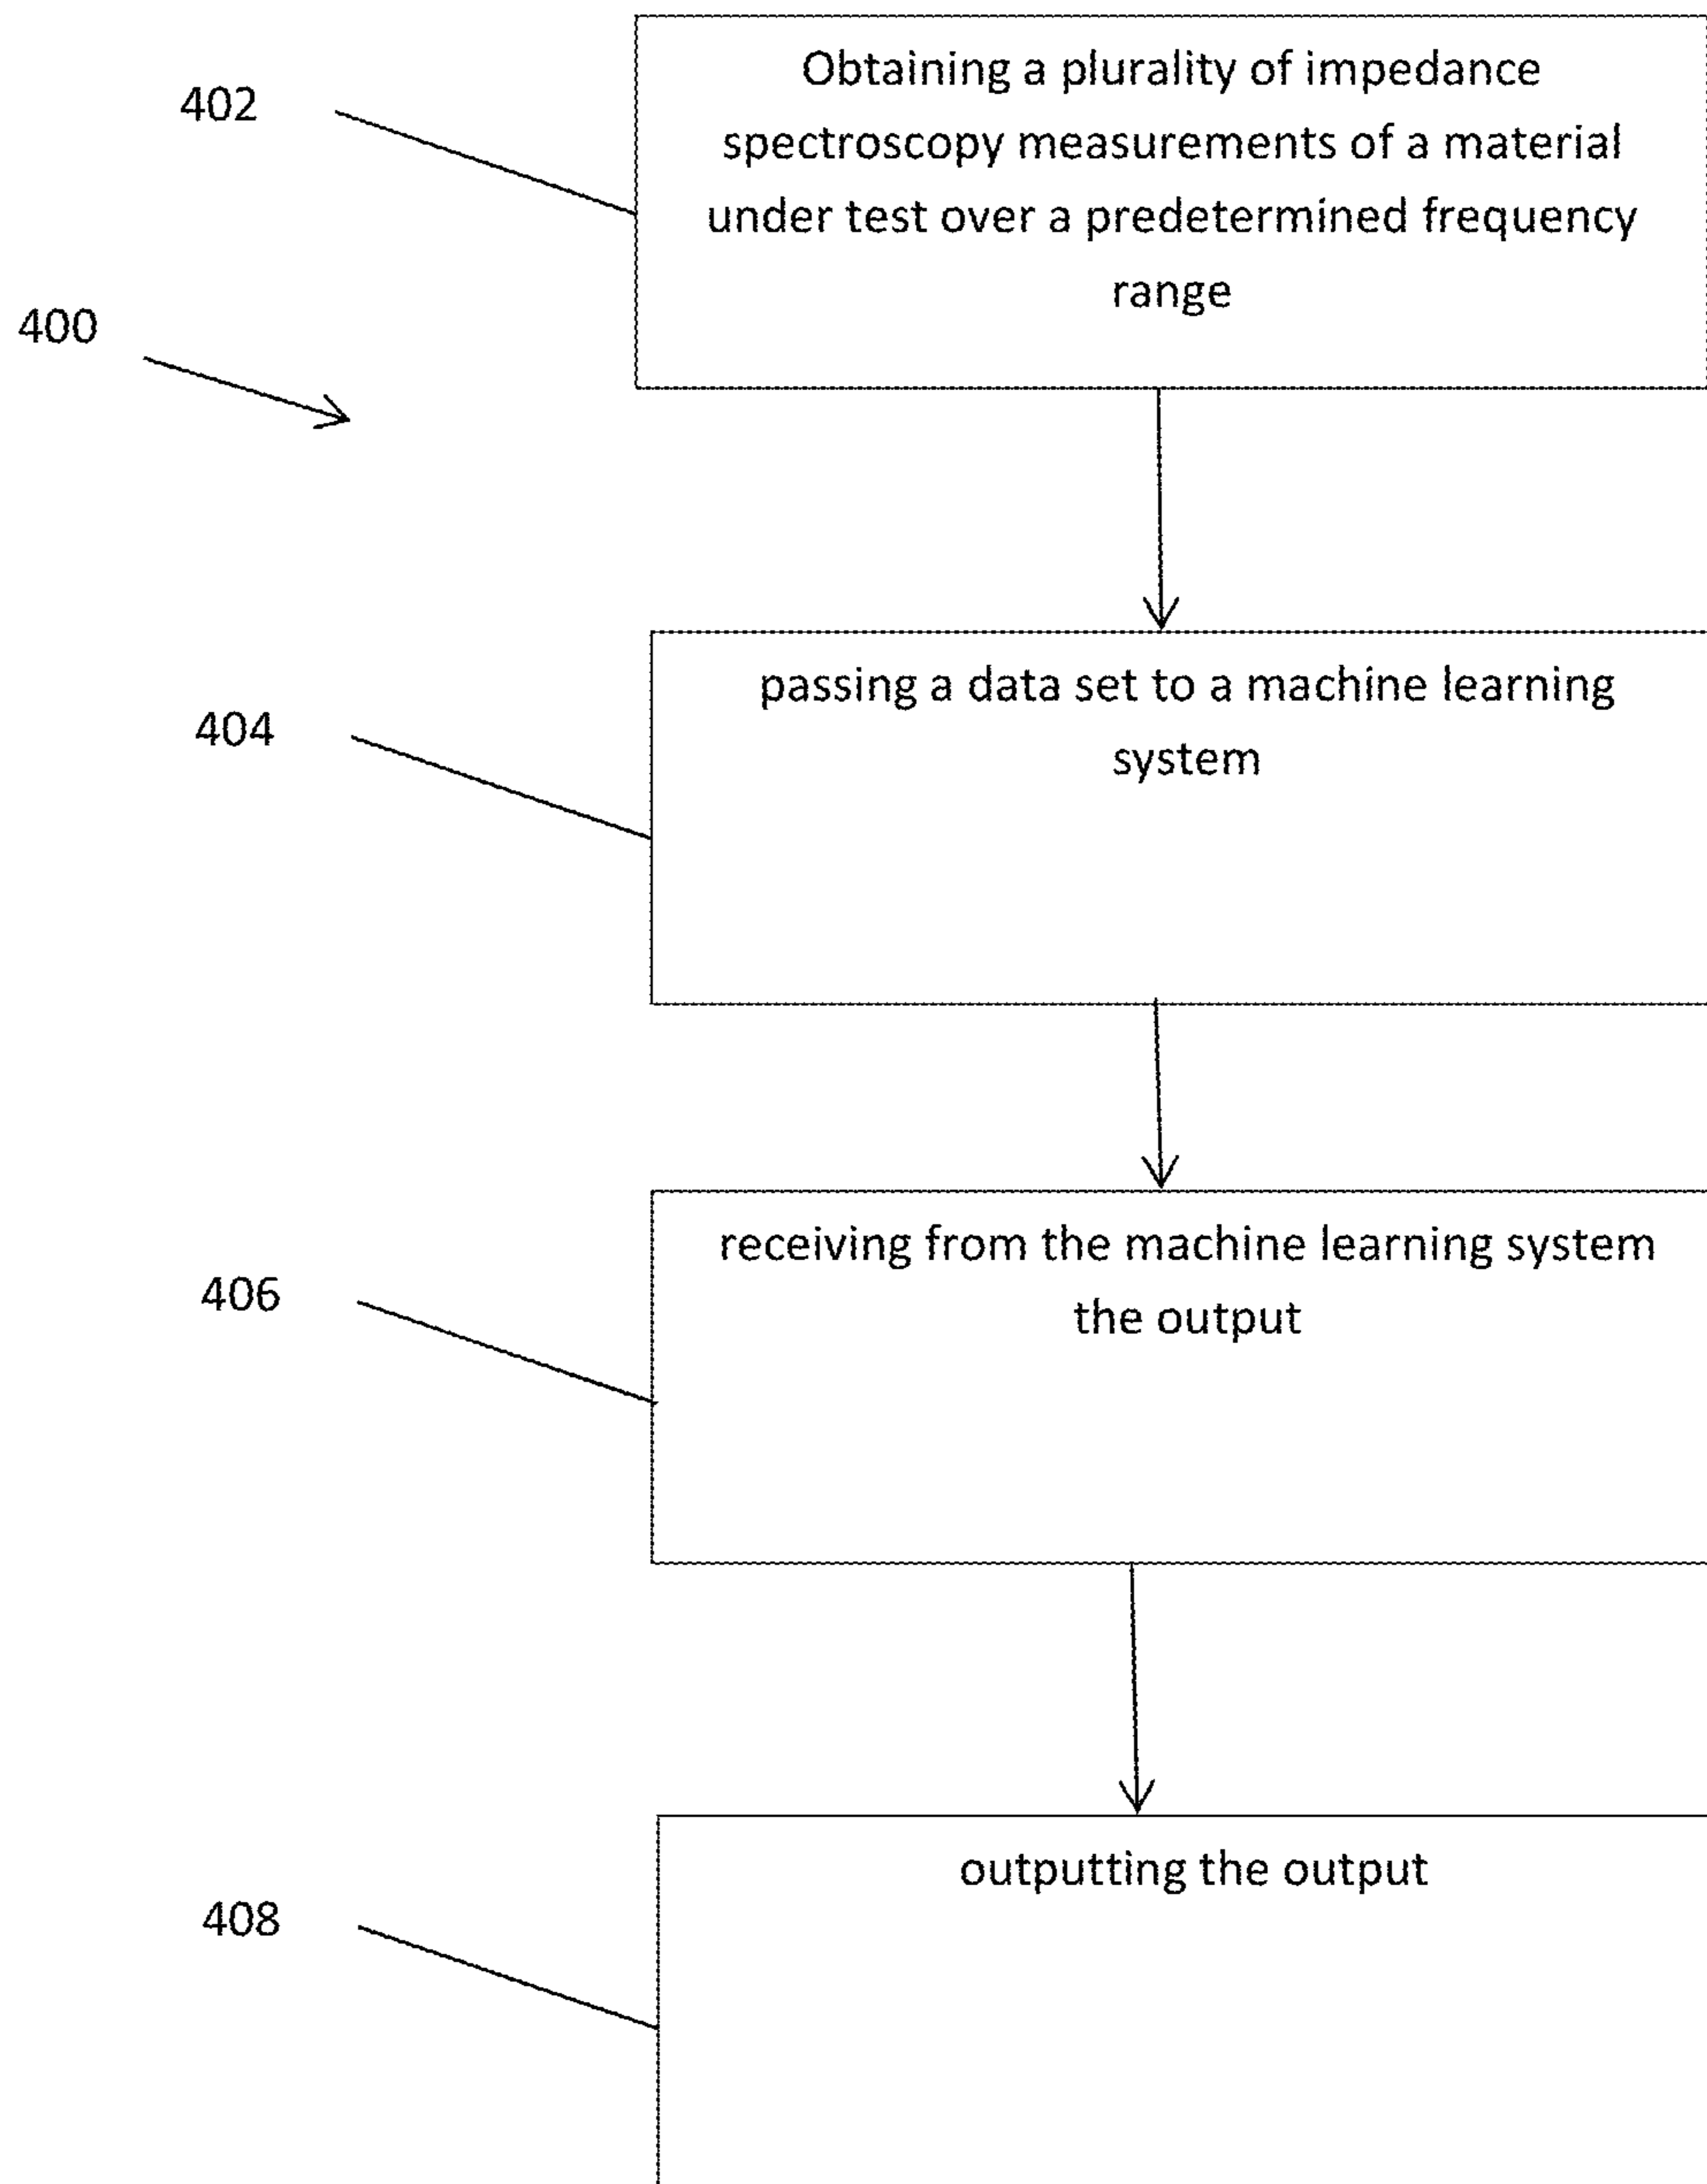 402
Obtaining a plurality of impedance
spectroscopy measurements of a material
under test over a predetermined frequency
range
400
404
passing a data set to a machine learning
system
406
receiving from the machine learning system
the output
408
outputting the output